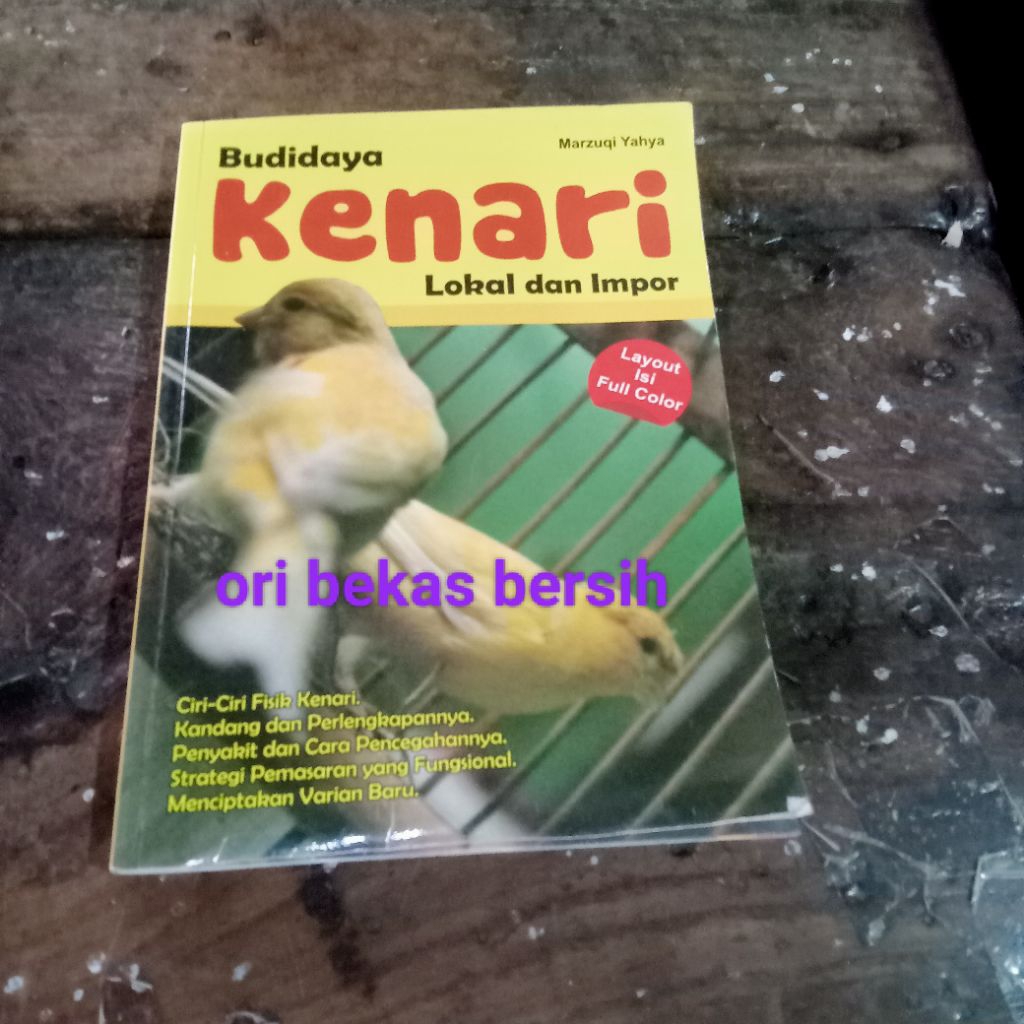 Marzuqi Yahya
Budidaya
Kenari
Lokal dan Impor
Layout
Isi
Full Color
ori bekas bersih
Ciri-Ciri Fisik Kenari.
Kandang dan Perlengkapannya.
Penyakit dan Cara Pencegahannya.
Strategi Pemasaran yang Fungsional.
Menciptakan Varian Baru.